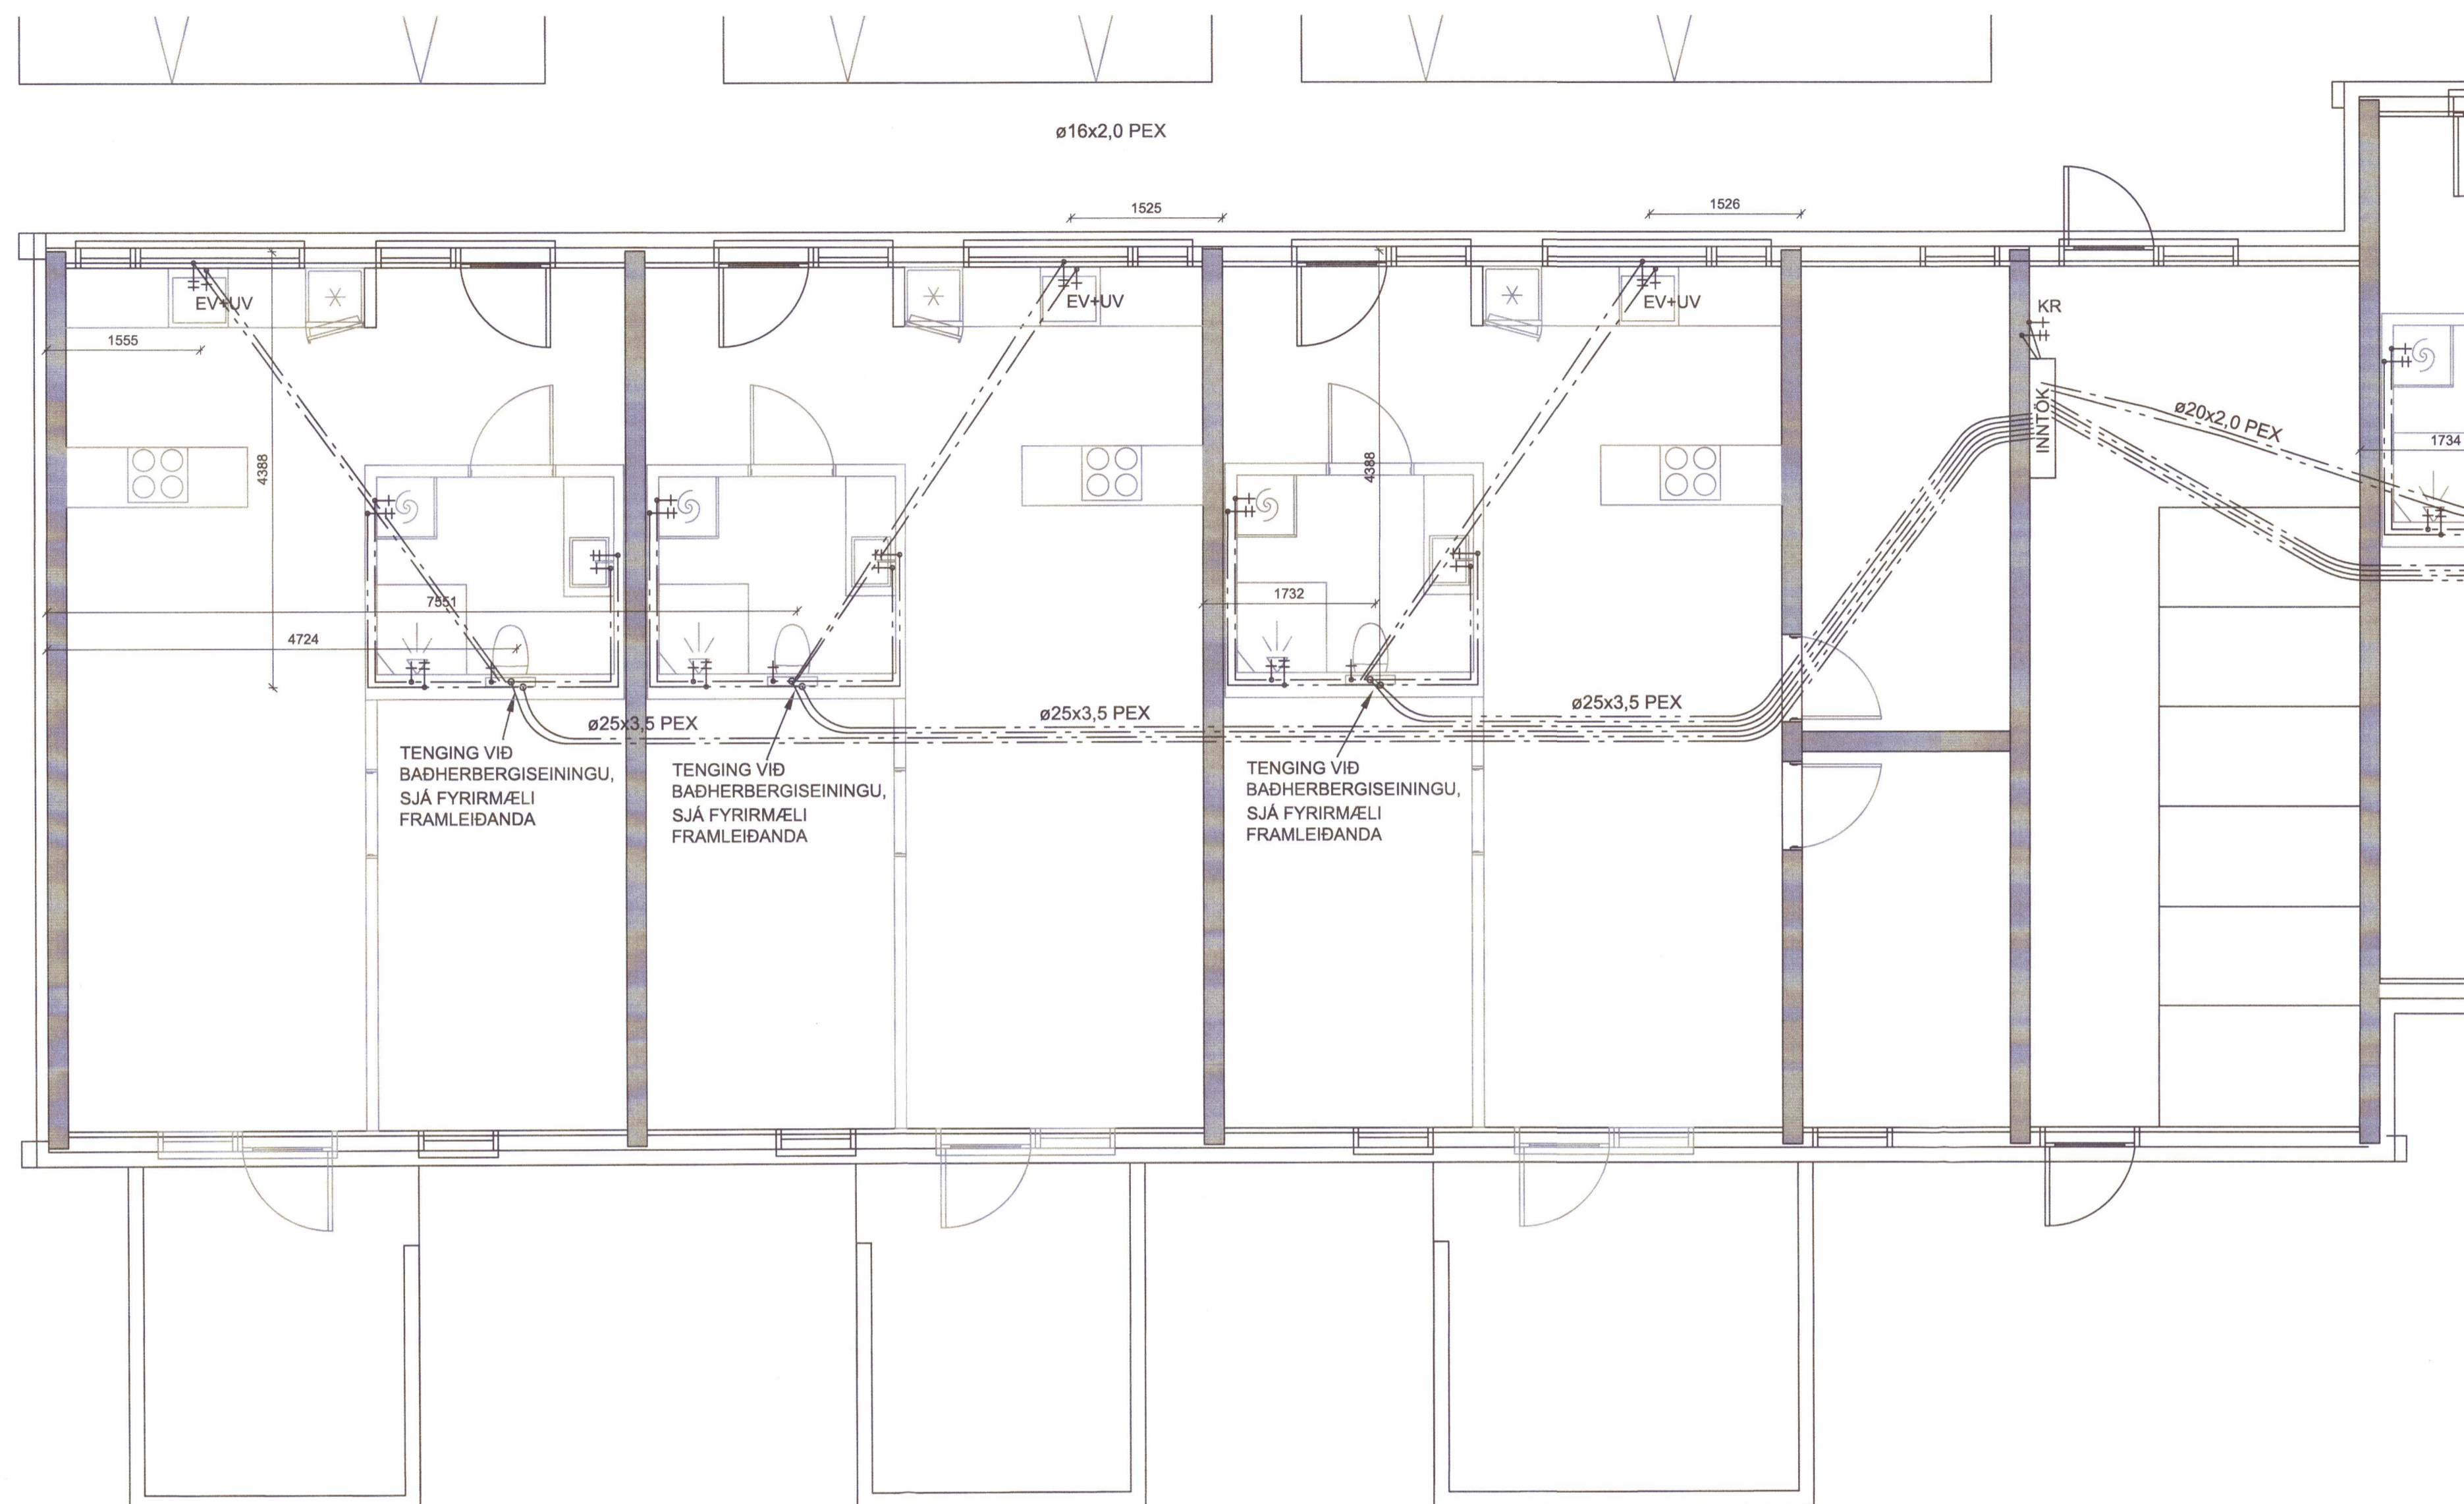 ø16x2,0 PEX
1525
1526
EV+UV
EV+UV
EV+UV
KR
1555
INNTÖK
ø20x2,0 PEX
1734
4388
4388
7551
1732
4724
ø25x3,5 PEX
ø25x3,5 PEX
ø25x3,5 PEX
TENGING VIÐ
BAÐHERBERGISEININGU,
SJÁ FYRIRMÆLI
FRAMLEIÐANDA
TENGING VIÐ
BAÐHERBERGISEININGU,
SJÁ FYRIRMÆLI
FRAMLEIÐANDA
TENGING VIÐ
BAÐHERBERGISEININGU,
SJÁ FYRIRMÆLI
FRAMLEIÐANDA